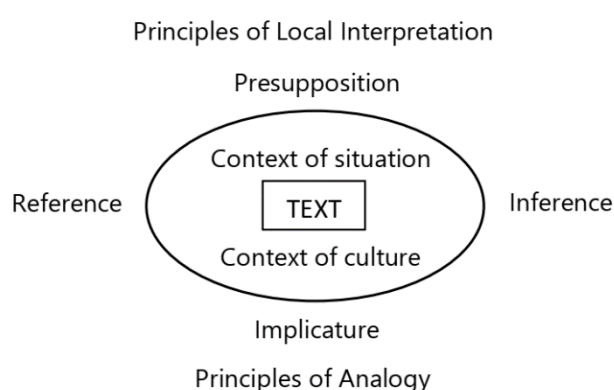 Principles of Local Interpretation
Presupposition
Context of situation
Reference
TEXT
Inference
Context of culture
Implicature
Principles of Analogy